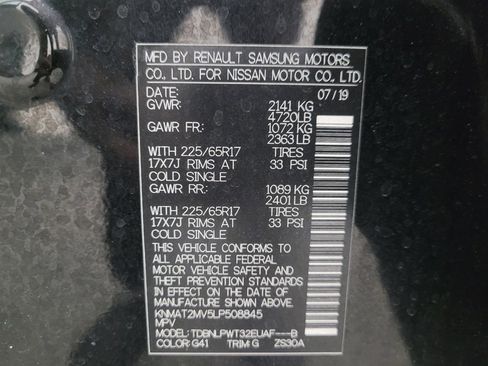 MFD BY RENAULT SAMSUNG MOTORS
CO., LTD. FOR NISSAN MOTOR CO., LTD.
DATE: 07/19
GVWR: 2141 KG
4720LB
GAWR FR: 1072 KG
2363 LB
WITH 225/65R17 TIRES
17X7J RIMS AT 33 PSI
COLD SINGLE
GAWR RR: 1089 KG
2401 LB
WITH 225/65R17 TIRES
17X7J RIMS AT 33 PSI
COLD SINGLE
THIS VEHICLE CONFORMS TO
ALL APPLICABLE FEDERAL
MOTOR VEHICLE SAFETY AND
THEFT PREVENTION STANDARDS
IN EFFECT ON THE DATE OF
MANUFACTURE SHOWN ABOVE.
KNMAT2MV5LP508845
MPV
MODEL: TDBNLPWT32EUAF---B
COLOR: G41 TRIM: G ZS30A